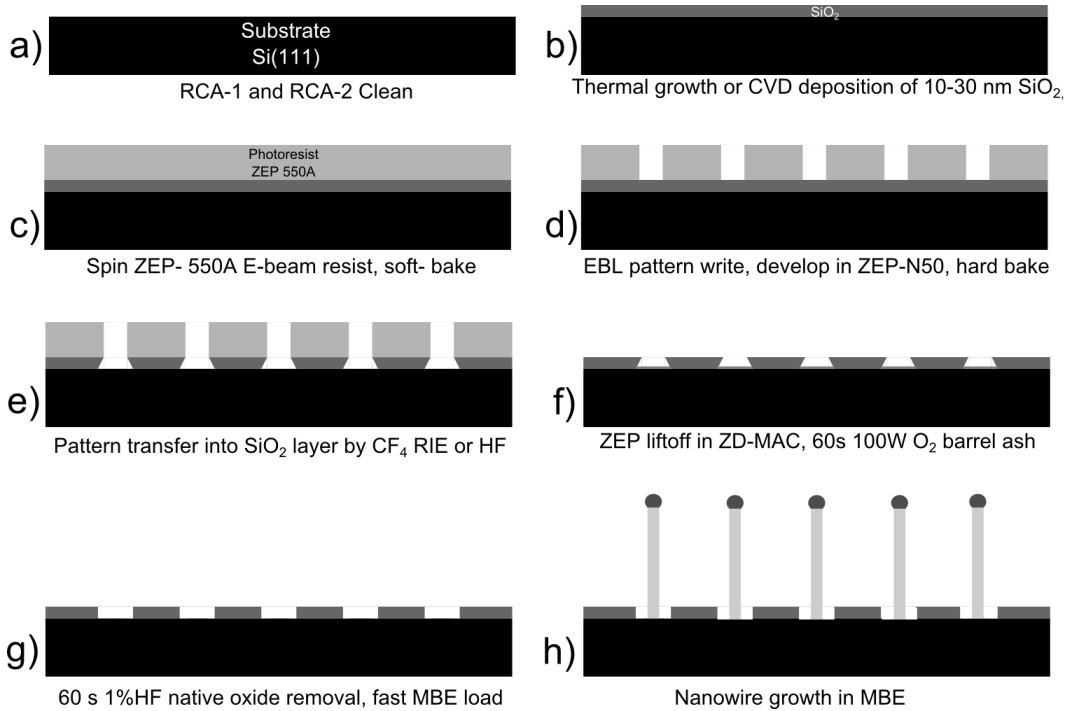 a)
Substrate
Si(111)
RCA-1 and RCA-2 Clean
b)
SiO₂
Thermal growth or CVD deposition of 10-30 nm SiO₂,
c)
Photoresist
ZEP 550A
Spin ZEP- 550A E-beam resist, soft- bake
d)
EBL pattern write, develop in ZEP-N50, hard bake
e)
Pattern transfer into SiO₂ layer by CF₄ RIE or HF
f)
ZEP liftoff in ZD-MAC, 60s 100W O₂ barrel ash
g)
60 s 1%HF native oxide removal, fast MBE load
h)
Nanowire growth in MBE